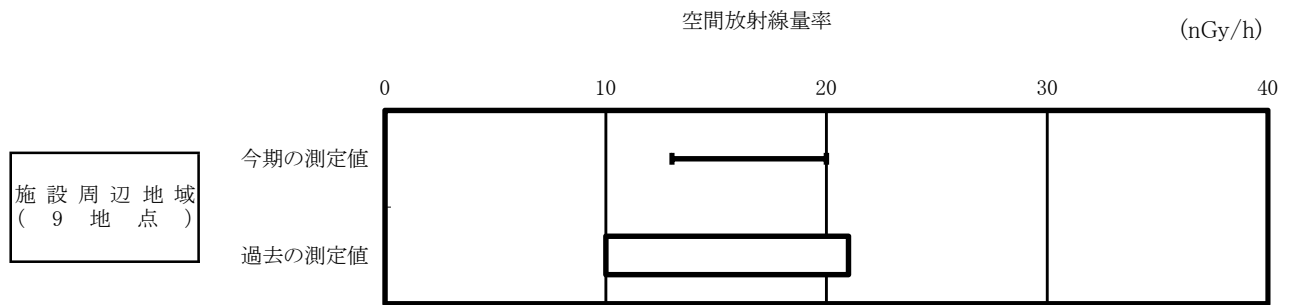 空間放射線量率
(nGy/h)
0 10 20 30 40
今期の測定値
施設周辺地域
(9地点)
過去の測定値